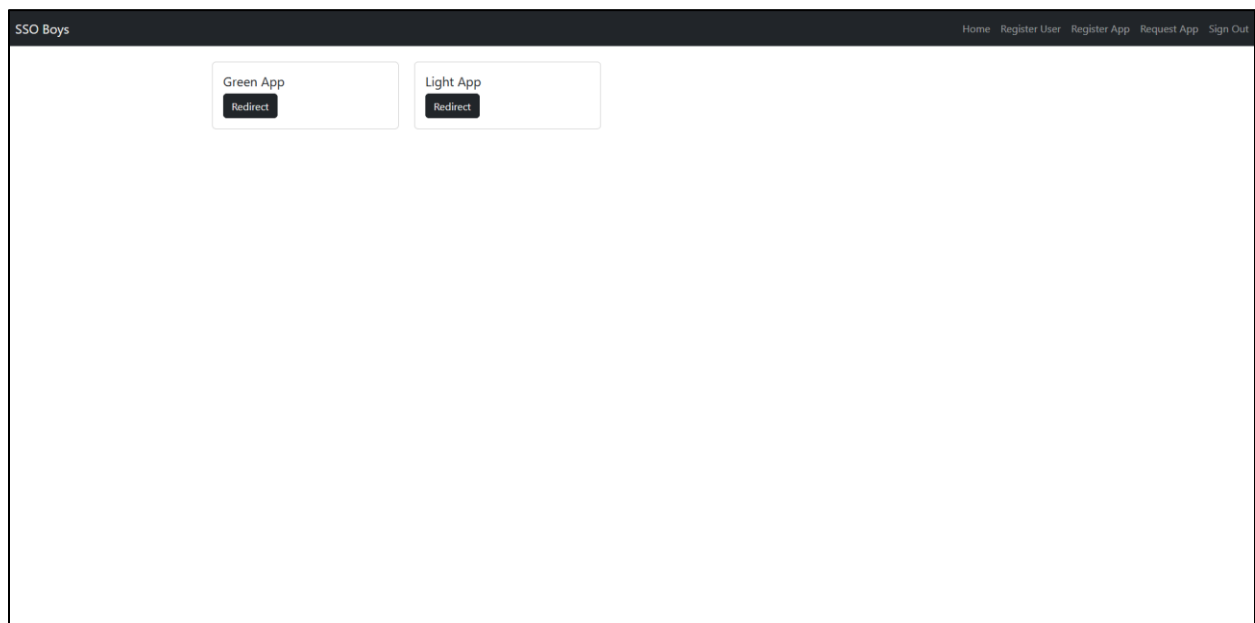 SSO Boys Home Register User Register App Request App Sign Out
Green App
Redirect
Light App
Redirect